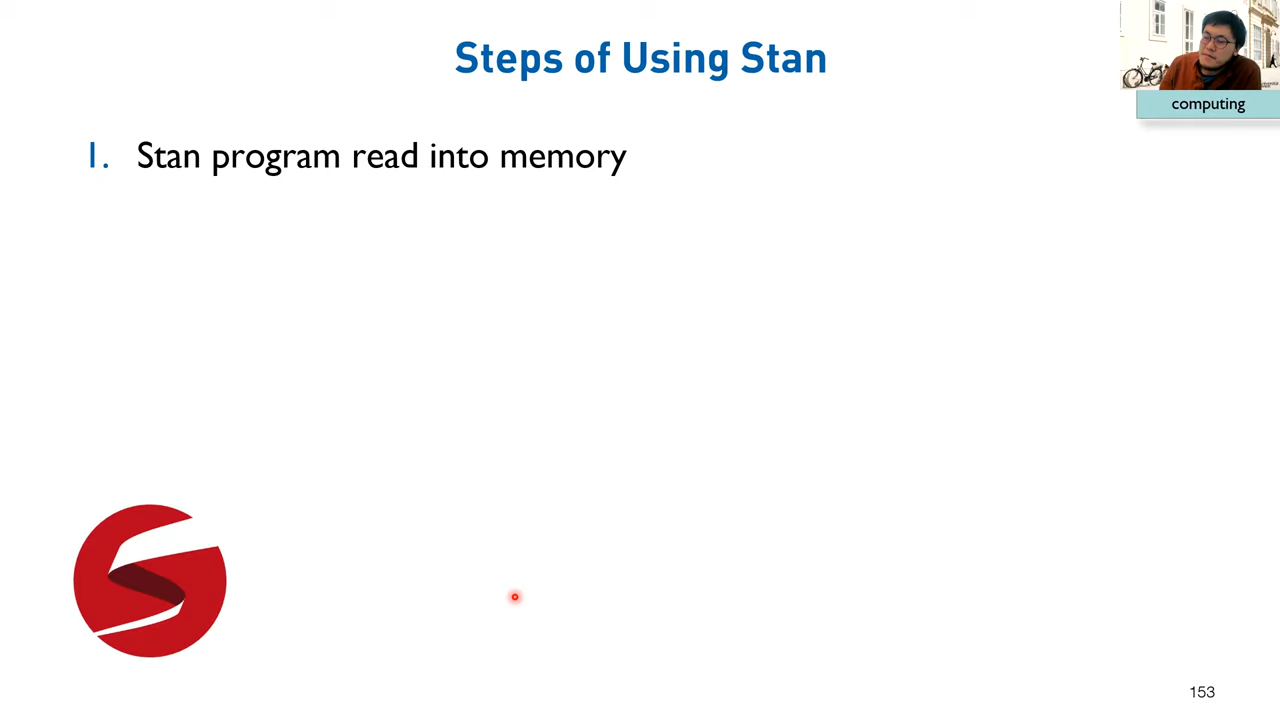 Steps of Using Stan
computing
1. Stan program read into memory
153